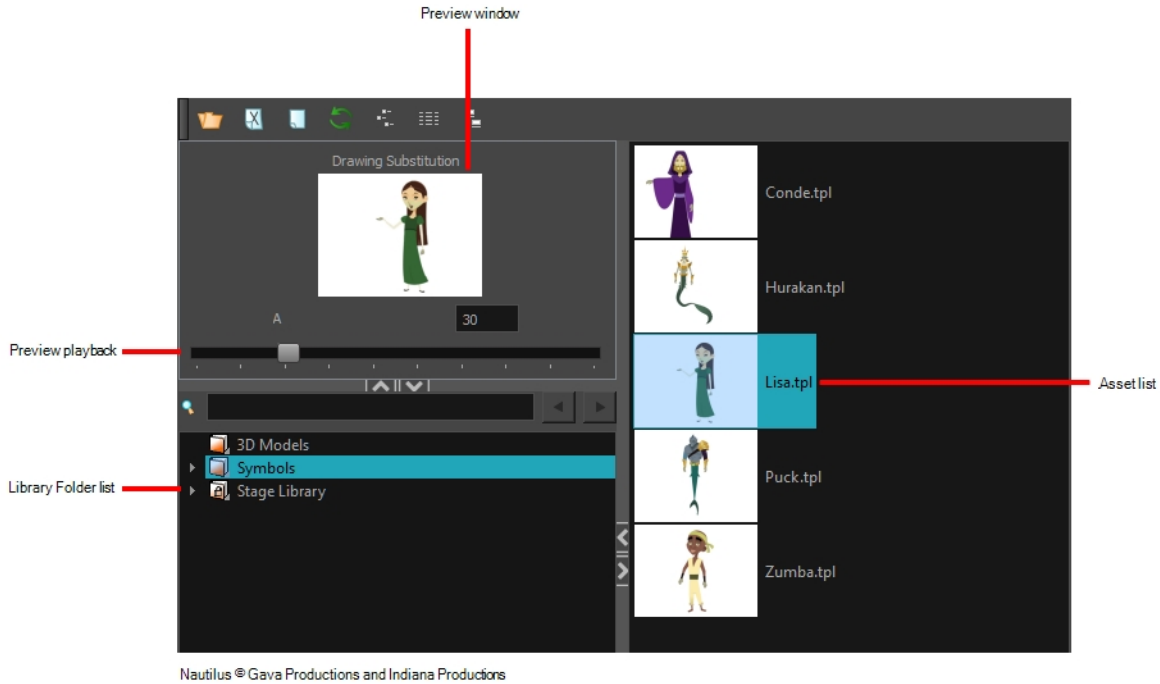 Preview window
Drawing Substitution
A
30
Preview playback
3D Models
Symbols
Library Folder list
Stage Library
Conde.tpl
Hurakan.tpl
Lisa.tpl
Asset list
Puck.tpl
Zumba.tpl
Nautilus © Gava Productions and Indiana Productions